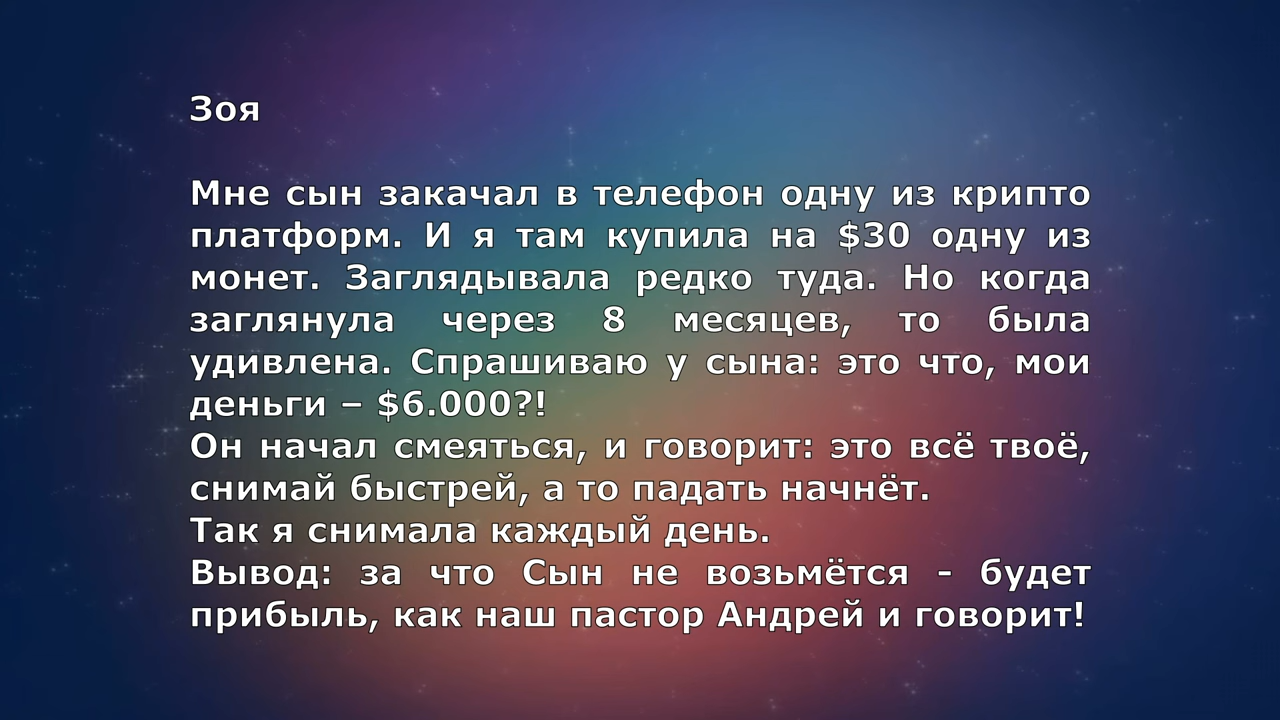 Зоя
Мне сын закачал в телефон одну из крипто
платформ. И я там купила на $30 одну из
монет. Заглядывала редко туда. Но когда
заглянула через 8 месяцев, то была
удивлена. Спрашиваю у сына: это что, мои
деньги – $6.000?!
Он начал смеяться, и говорит: это всё твоё,
снимай быстрей, а то падать начнёт.
Так я снимала каждый день.
Вывод: за что Сын не возьмётся - будет
прибыль, как наш пастор Андрей и говорит!